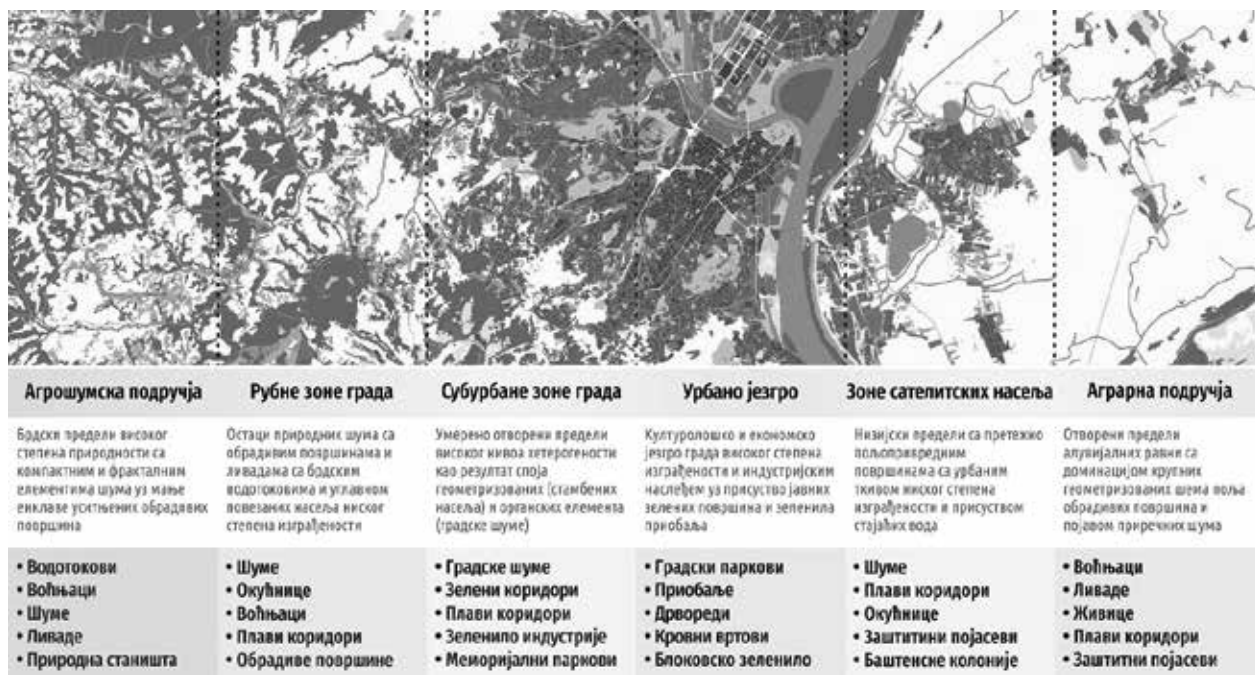 Агрошумска подручја
Рубне зоне града
Субурбане зоне града
Урбано језгро
Зоне сателитских насеља
Аграрна подручја
Брдски предели високог
степена природности са
компактним и фракталним
елементима шума уз мање
енклаве уситњених обрадивих
површина
Остаци природних шума са
обрадивим површинама и
ливадама са брдским
водотоковима и углавном
повезаних насеља ниског
степена изграђености
Умерено отворени предели
високог нивоа хетерогености
као резултат споја
геометризованих (стамбених
насеља) и органских елемента
(градске шуме)
Културолошко и економско
језгро града високог степена
изграђености и индустријским
наслеђем уз присуство јавних
зелених површина и зеленила
приобаља
Низијски предели са претежно
пољопривредним
површинама са урбаним
ткивом ниског степена
изграђености и присуством
стајаћих вода
Отворени предели
алувијалних равни са
доминацијом крупних
геометризованих шема поља
обрадивих површина и
појавом приречних шума
• Водотокови
• Воћњаци
• Шуме
• Ливаде
• Природна станишта
• Шуме
• Окућнице
• Воћњаци
• Плави коридори
• Обрадиве површине
• Градске шуме
• Зелени коридори
• Плави коридори
• Зеленило индустрије
• Меморијални паркови
• Градски паркови
• Приобаље
• Дрвореди
• Кровни вртови
• Блоковско зеленило
• Шуме
• Плави коридори
• Окућнице
• Заштитини појасеви
• Баштенске колоније
• Воћњаци
• Ливаде
• Живице
• Плави коридори
• Заштитни појасеви